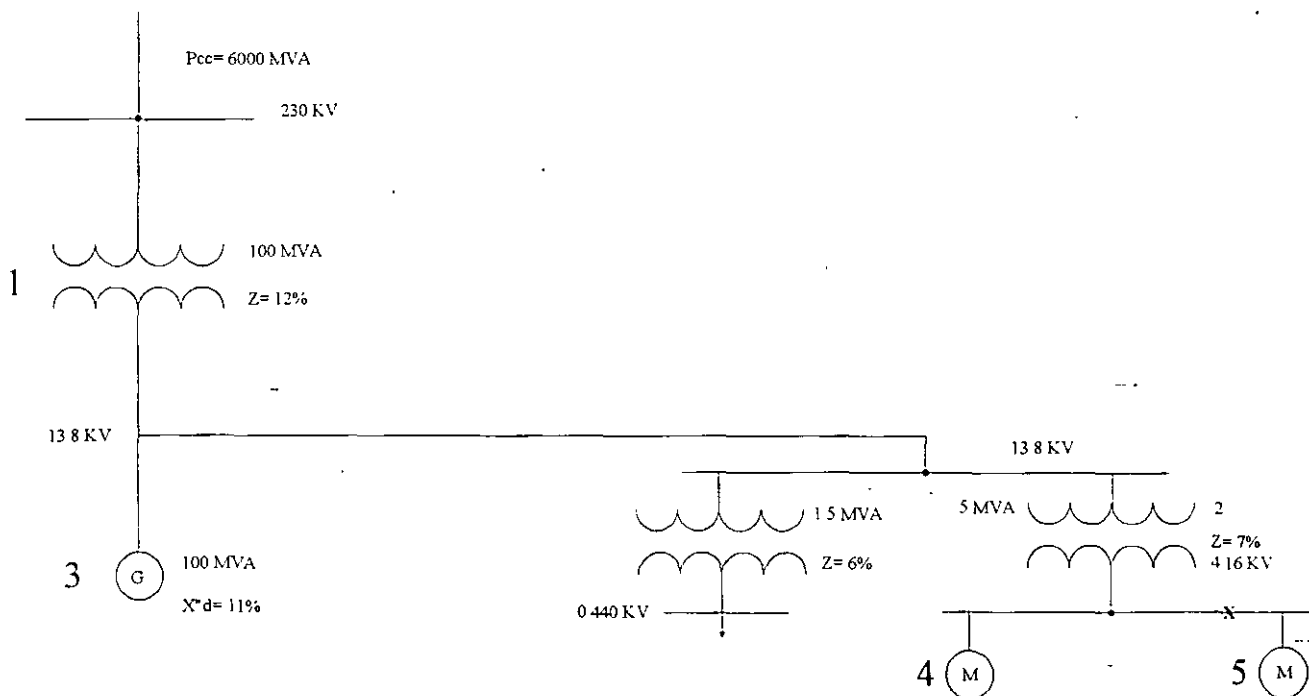 Pcc= 6000 MVA
230 KV
100 MVA
1
Z= 12%
13 8 KV
13 8 KV
1 5 MVA
5 MVA
2
Z= 6%
Z= 7%
4 16 KV
3
G
100 MVA
X"d= 11%
0 440 KV
X
4
M
5
M